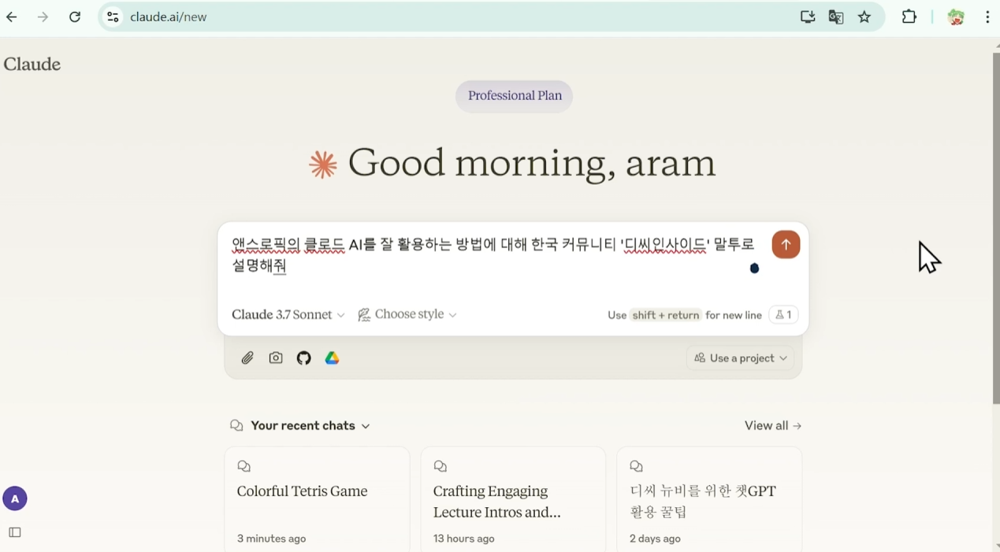 claude.ai/new
Claude
Professional Plan
Good morning, aram
앤스로픽의 클로드 AI를 잘 활용하는 방법에 대해 한국 커뮤니티 '디씨인사이드' 말투로
설명해줘
Claude 3.7 Sonnet
Choose style
Use shift + return for new line
1
Use a project
Your recent chats
View all →
Colorful Tetris Game
3 minutes ago
Crafting Engaging
Lecture Intros and...
13 hours ago
디씨 뉴비를 위한 챗GPT
활용 꿀팁
2 days ago
A